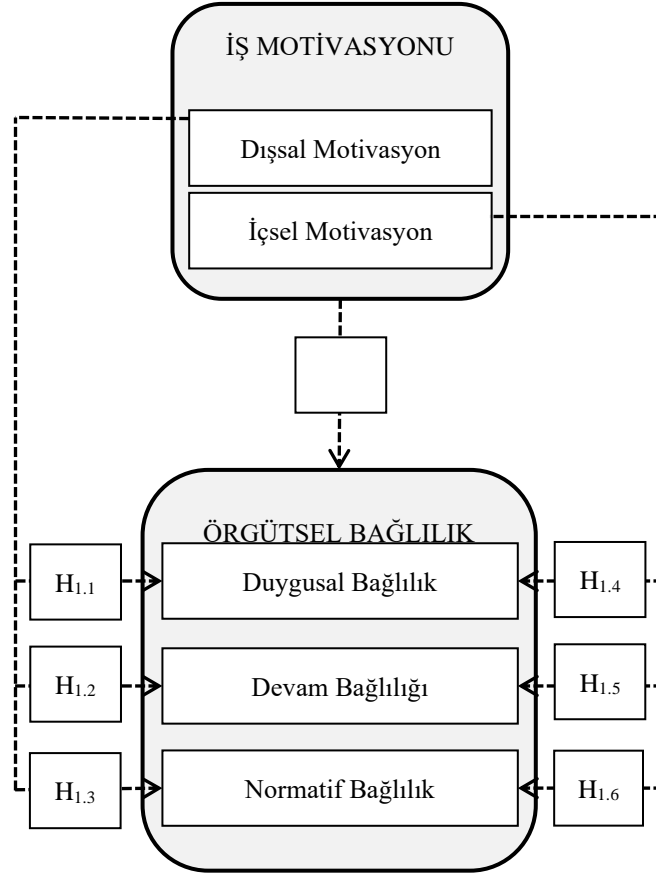 İŞ MOTİVASYONU
Dışsal Motivasyon
İçsel Motivasyon
ÖRGÜTSEL BAĞLILIK
H1.1
Duygusal Bağlılık
H1.4
H1.2
Devam Bağlılığı
H1.5
H1.3
Normatif Bağlılık
H1.6